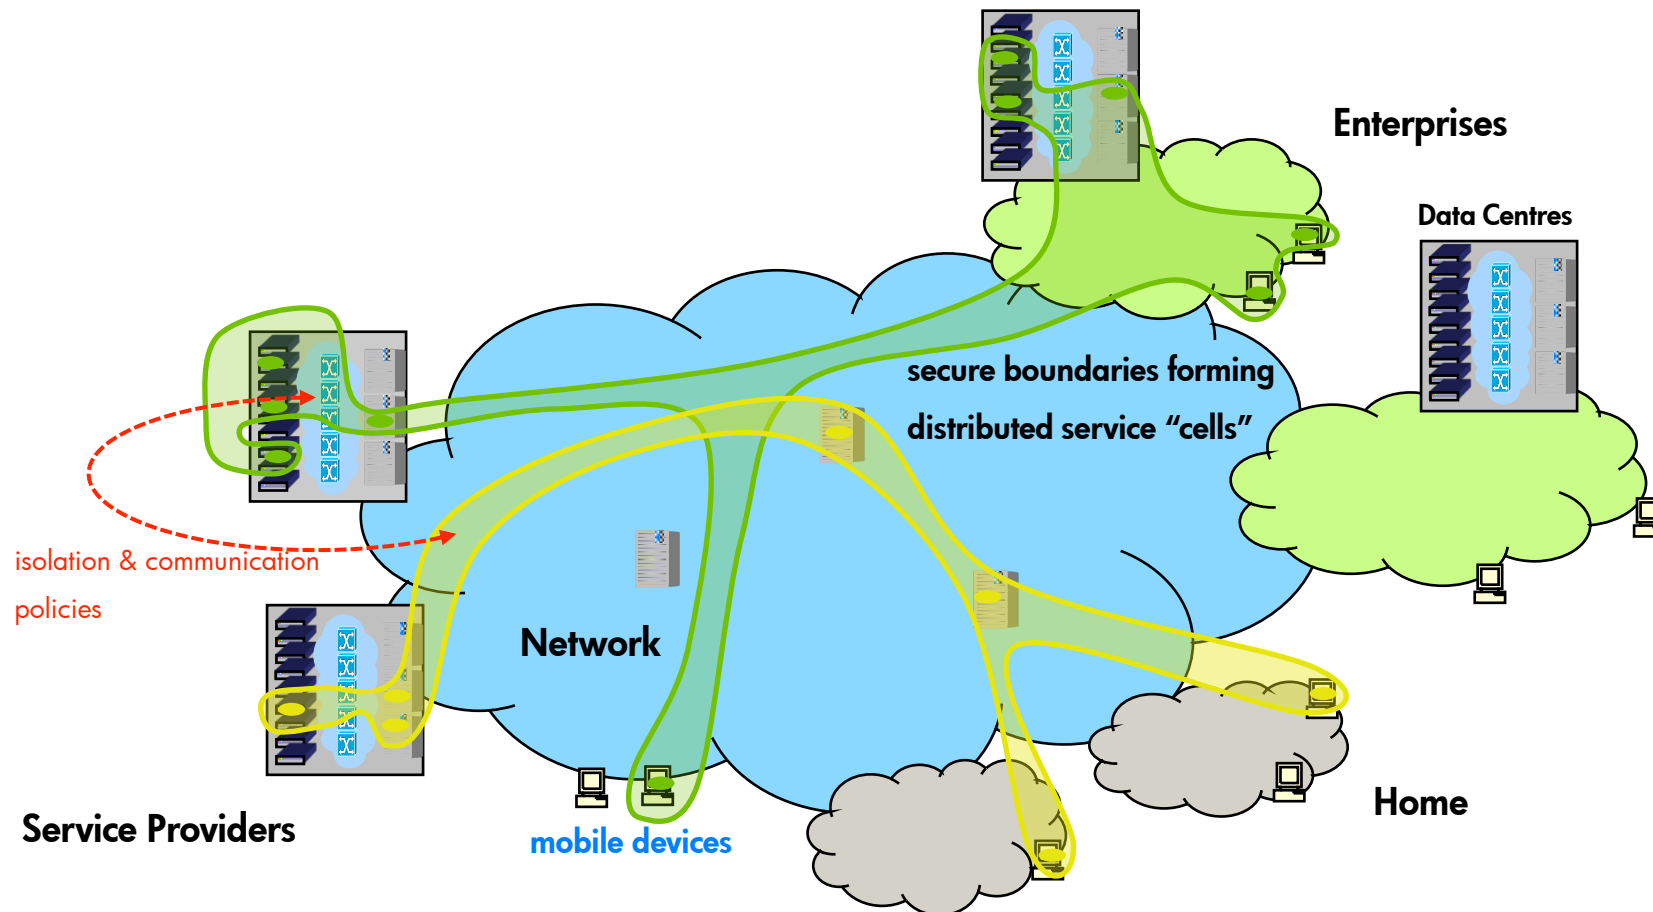 Enterprises
Data Centres
secure boundaries forming
distributed service “cells”
isolation & communication
policies
Network
Service Providers
mobile devices
Home